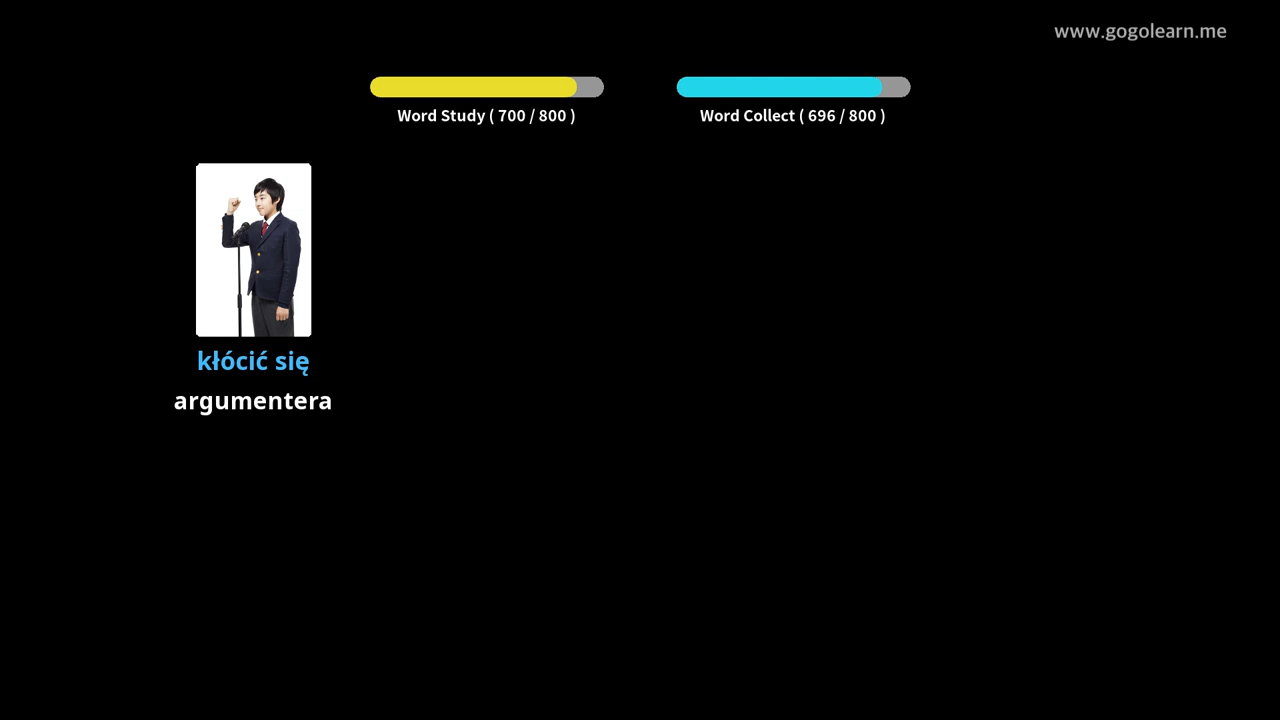 www.gogolearn.me
Word Study ( 700 / 800 )
Word Collect ( 696 / 800 )
kłócić się
argumentera